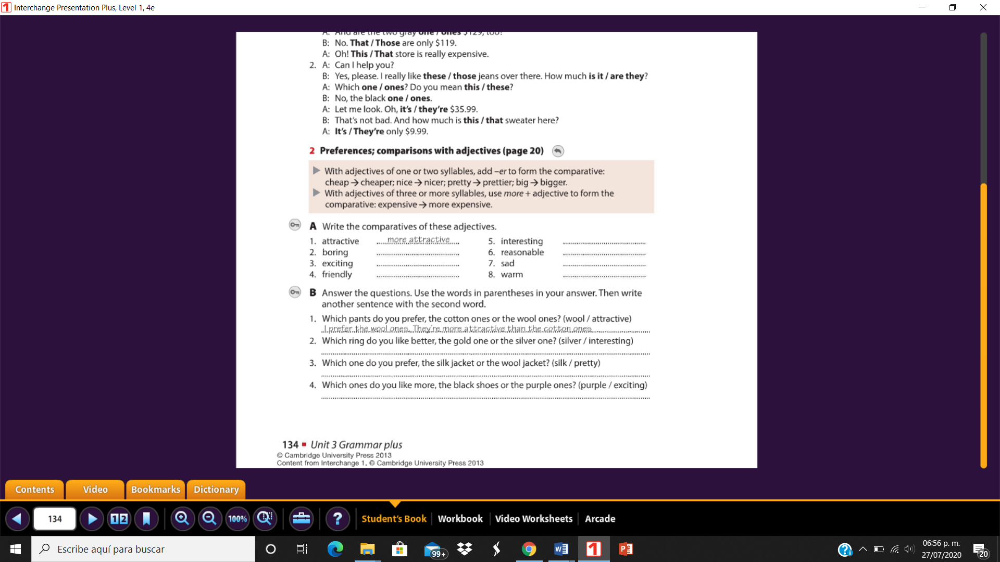 Interchange Presentation Plus, Level 1, 4e
A: And are the two gray one / ones $129, too?
B: No. That / Those are only $119.
A: Oh! This / That store is really expensive.
2. A: Can I help you?
B: Yes, please. I really like these / those jeans over there. How much is it / are they?
A: Which one / ones? Do you mean this / these?
B: No, the black one / ones.
A: Let me look. Oh, it's / they're $35.99.
B: That's not bad. And how much is this / that sweater here?
A: It's / They're only $9.99.
2 Preferences; comparisons with adjectives (page 20)
With adjectives of one or two syllables, add –er to form the comparative:
cheap → cheaper; nice → nicer; pretty → prettier; big → bigger.
With adjectives of three or more syllables, use more + adjective to form the
comparative: expensive → more expensive.
A Write the comparatives of these adjectives.
1. attractive more attractive 5. interesting
2. boring 6. reasonable
3. exciting 7. sad
4. friendly 8. warm
B Answer the questions. Use the words in parentheses in your answer. Then write
another sentence with the second word.
1. Which pants do you prefer, the cotton ones or the wool ones? (wool / attractive)
I prefer the wool ones. They're more attractive than the cotton ones.
2. Which ring do you like better, the gold one or the silver one? (silver / interesting)
3. Which one do you prefer, the silk jacket or the wool jacket? (silk / pretty)
4. Which ones do you like more, the black shoes or the purple ones? (purple / exciting)
134 ▪ Unit 3 Grammar plus
© Cambridge University Press 2013
Content from Interchange 1, © Cambridge University Press 2013
Contents Video Bookmarks Dictionary
134 12 100% ? Student's Book Workbook Video Worksheets Arcade
Escribe aquí para buscar 99+ 06:56 p. m.
27/07/2020 20